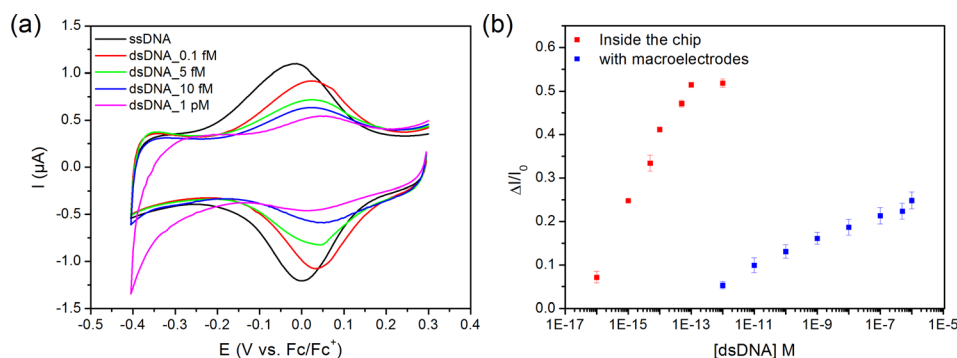 (a)
ssDNA
dsDNA_0.1 fM
dsDNA_5 fM
dsDNA_10 fM
dsDNA_1 pM
1.5
1.0
0.5
0.0
-0.5
-1.0
-1.5
I (µA)
-0.5 -0.4 -0.3 -0.2 -0.1 0.0 0.1 0.2 0.3 0.4
E (V vs. Fc/Fc⁺)
(b)
Inside the chip
with macroelectrodes
0.6
0.5
0.4
0.3
0.2
0.1
0.0
ΔI/I₀
1E-17 1E-15 1E-13 1E-11 1E-9 1E-7 1E-5
[dsDNA] M